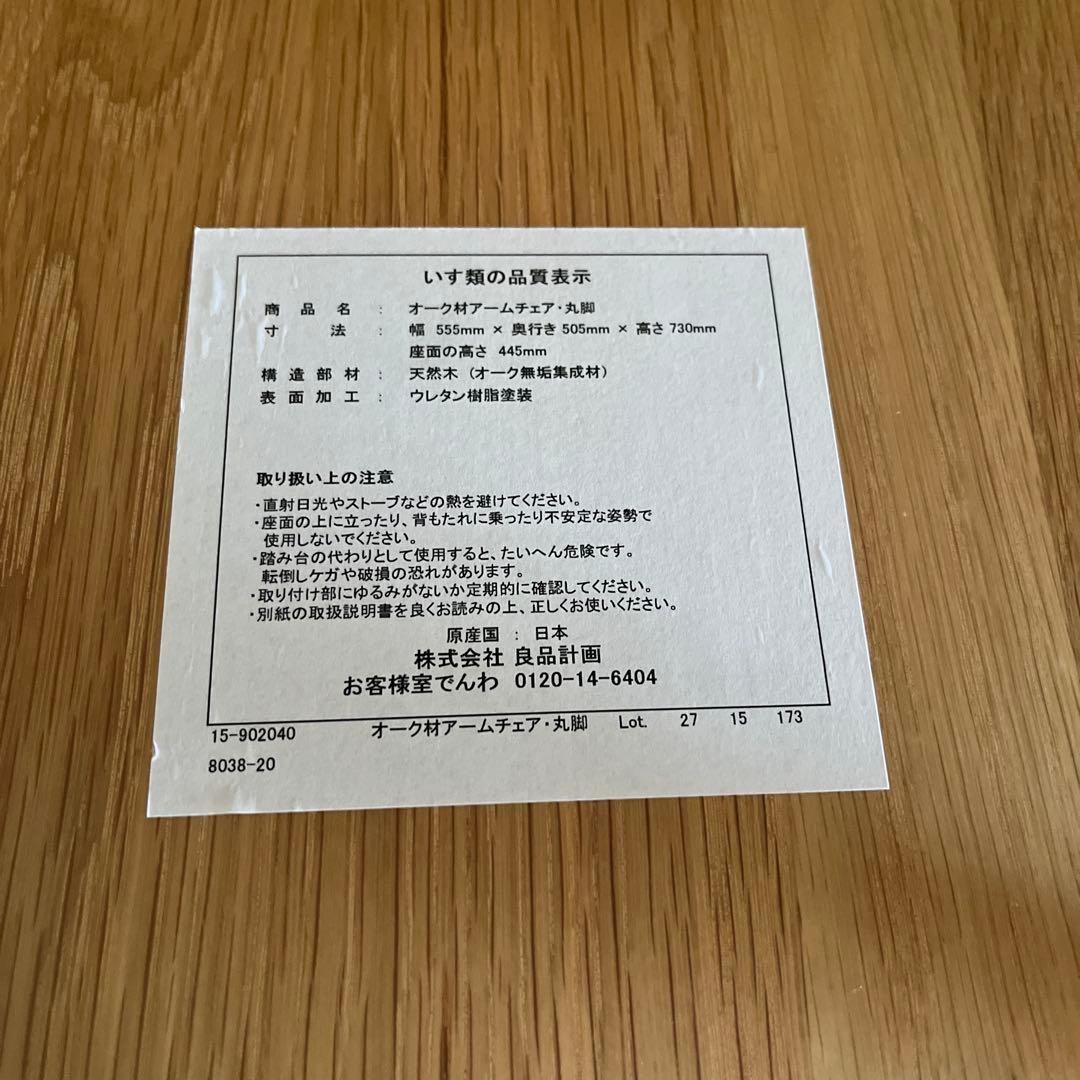 いす類の品質表示
商品名 : オーク材アームチェア・丸脚
寸法 : 幅 555mm × 奥行き 505mm × 高さ 730mm
座面の高さ 445mm
構造部材 : 天然木 (オーク無垢集成材)
表面加工 : ウレタン樹脂塗装
取り扱い上の注意
・直射日光やストーブなどの熱を避けてください。
・座面の上に立ったり、背もたれに乗ったり不安定な姿勢で
使用しないでください。
・踏み台の代わりとして使用すると、たいへん危険です。
転倒しケガや破損の恐れがあります。
・取り付け部にゆるみがないか定期的に確認してください。
・別紙の取扱説明書を良くお読みの上、正しくお使いください。
原産国 : 日本
株式会社 良品計画
お客様室でんわ 0120-14-6404
15-902040 オーク材アームチェア・丸脚 Lot. 27 15 173
8038-20